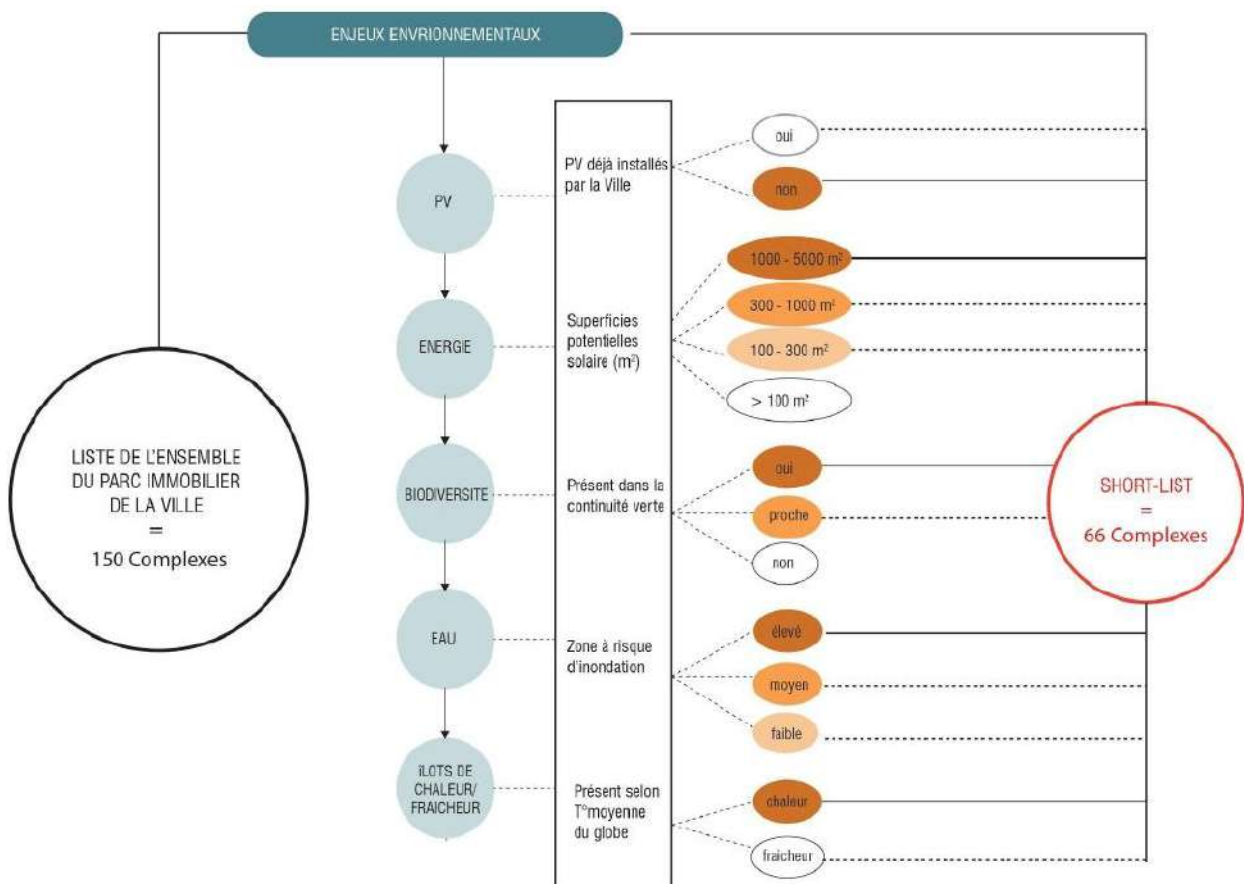 ENJEUX ENVRIONNEMENTAUX
PV
PV déjà installés
par la Ville
oui
non
ENERGIE
Superficies
potentielles
solaire (m²)
1000 - 5000 m²
300 - 1000 m²
100 - 300 m²
> 100 m²
LISTE DE L'ENSEMBLE
DU PARC IMMOBILIER
DE LA VILLE
=
150 Complexes
BIODIVERSITE
Présent dans la
continuité verte
oui
proche
non
SHORT-LIST
=
66 Complexes
EAU
Zone à risque
d'inondation
élevé
moyen
faible
ILOTS DE
CHALEUR/
FRAICHEUR
Présent selon
T°moyenne
du globe
chaleur
fraicheur